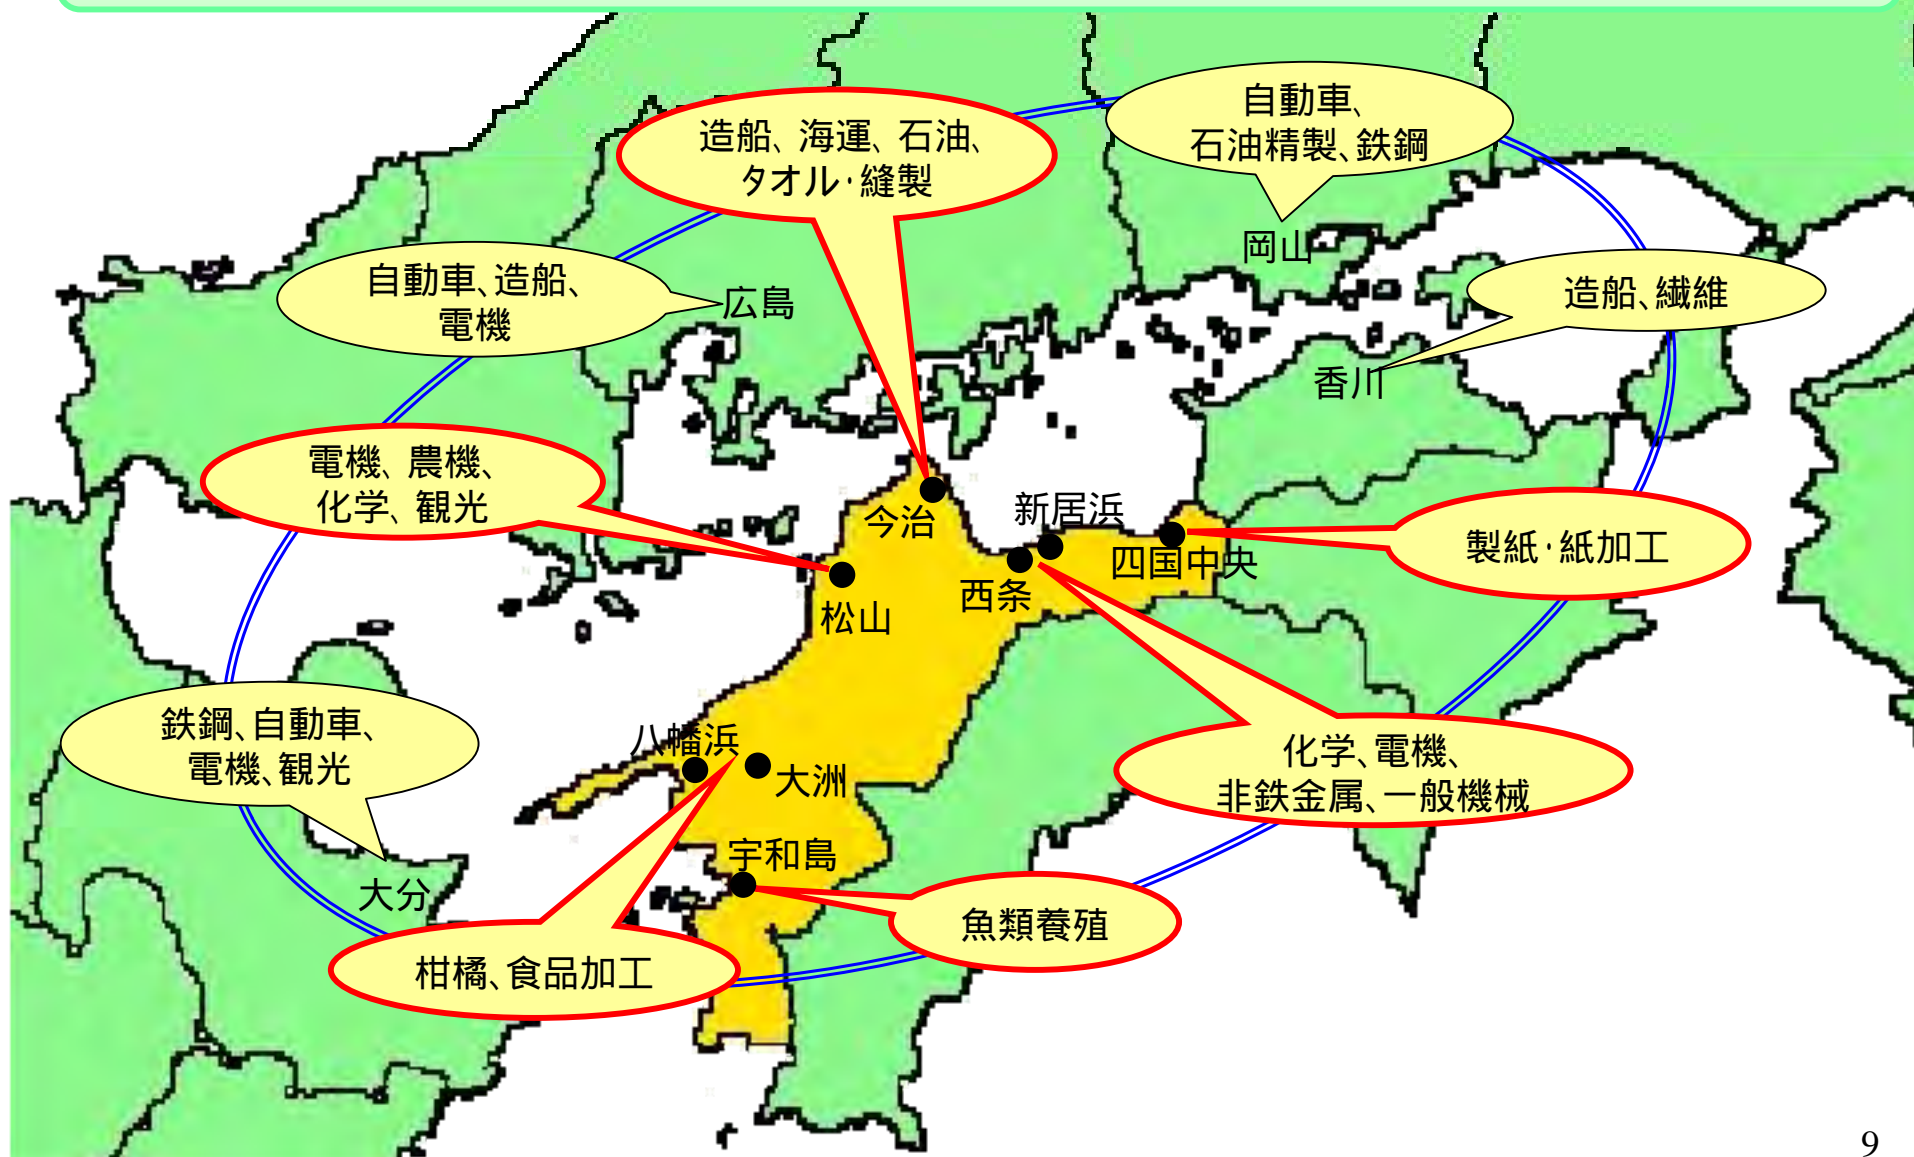 造船、海運、石油、
タオル・縫製
自動車、
石油精製、鉄鋼
岡山
自動車、造船、
電機
広島
造船、繊維
香川
電機、農機、
化学、観光
今治
新居浜
四国中央
製紙・紙加工
西条
松山
鉄鋼、自動車、
電機、観光
八幡浜
大洲
化学、電機、
非鉄金属、一般機械
宇和島
大分
魚類養殖
柑橘、食品加工
9